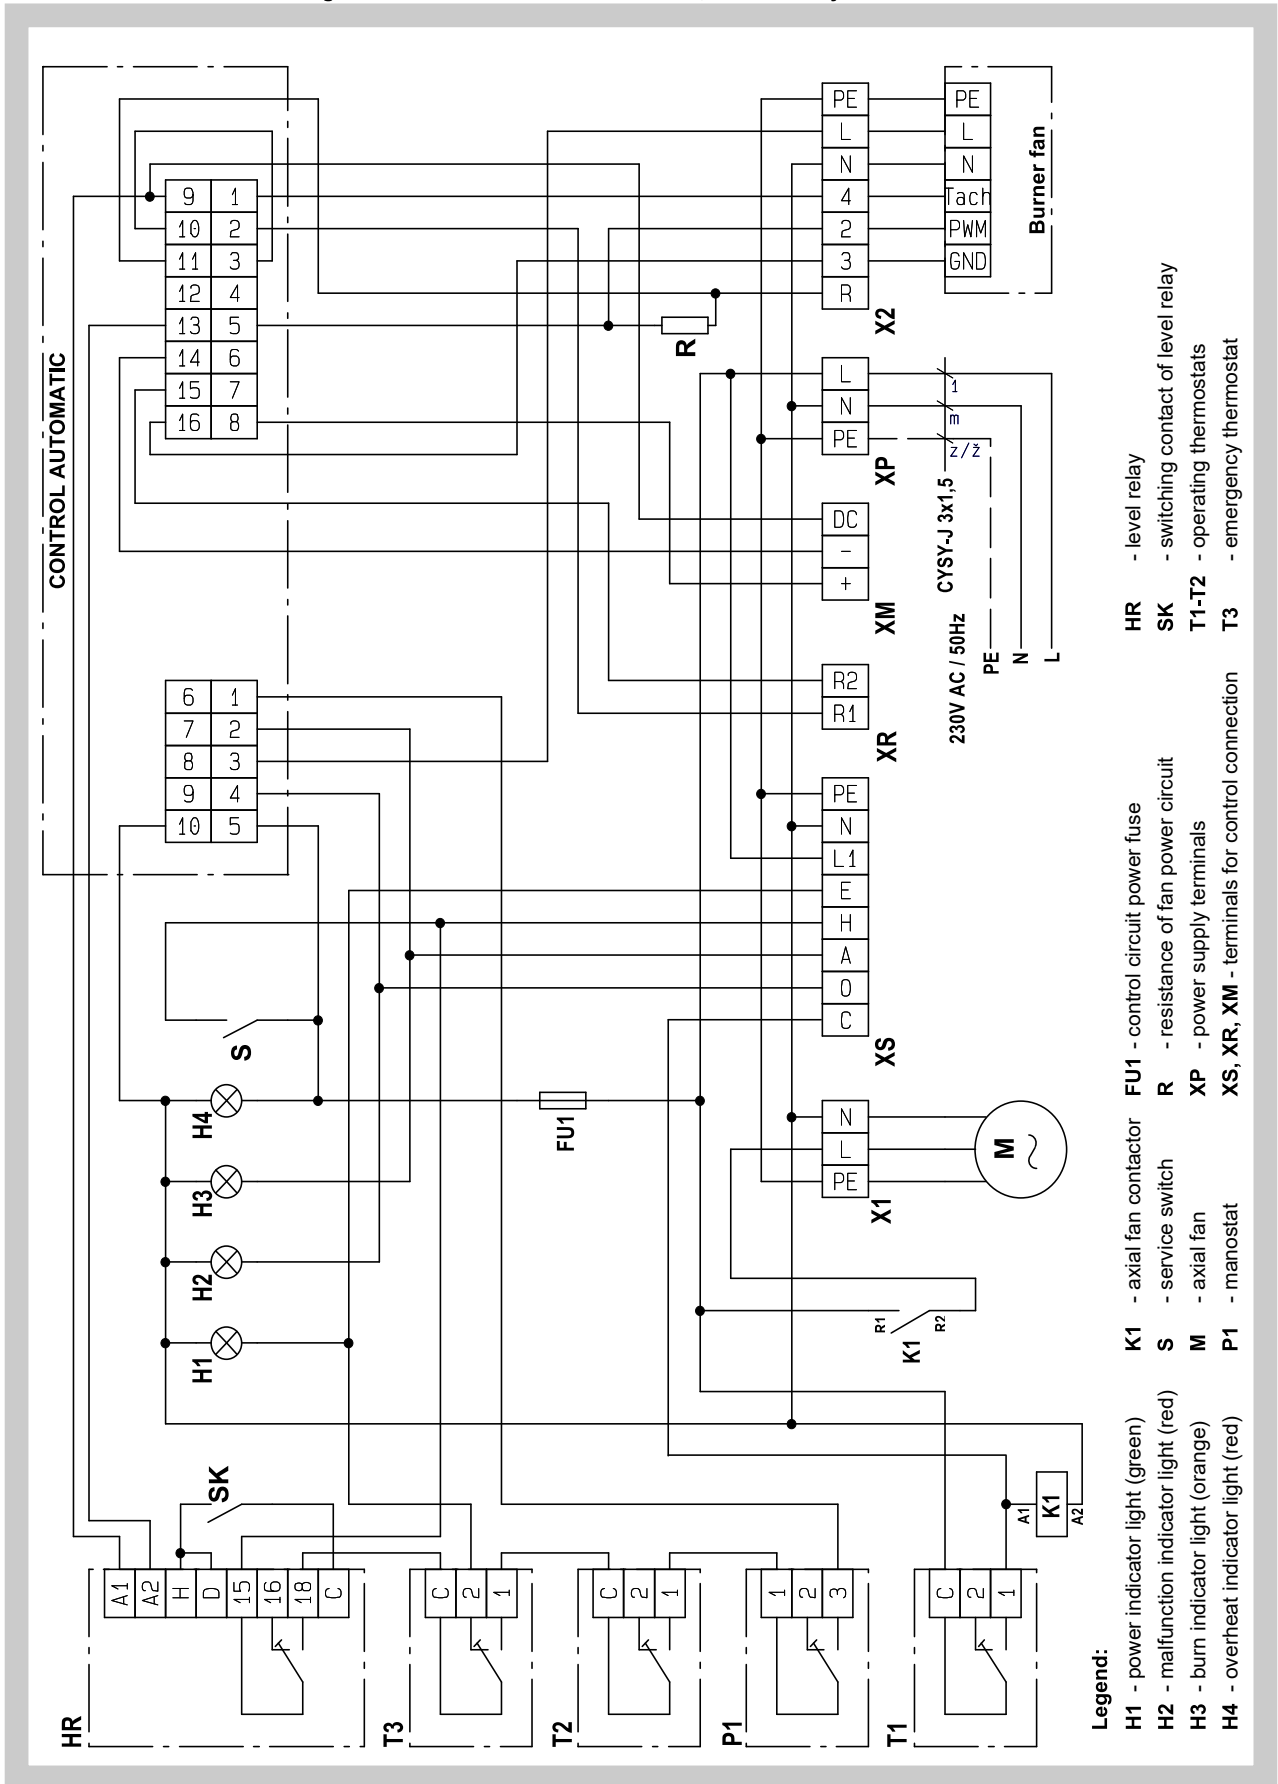 CONTROL AUTOMATIC
9 1
10 2
11 3
12 4
13 5
14 6
15 7
16 8
6 1
7 2
8 3
9 4
10 5
PE
L
N
4
2
3
R
X2
PE
L
N
Tach
PWM
GND
Burner fan
R
L
N
PE
XP
1
m
z/ž
CYSY-J 3x1,5
230V AC / 50Hz
PE
N
L
DC
-
+
XM
R2
R1
XR
PE
N
L1
E
H
A
O
C
XS
S
H4
H3
H2
H1
FU1
N
L
PE
X1
M
R1
R2
K1
SK
A1
K1
A2
A1
A2
H
D
15
16
18
C
HR
C
2
1
T3
C
2
1
T2
1
2
3
P1
C
2
1
T1
Legend:
H1 - power indicator light (green)
H2 - malfunction indicator light (red)
H3 - burn indicator light (orange)
H4 - overheat indicator light (red)
K1 - axial fan contactor
S - service switch
M - axial fan
P1 - manostat
FU1 - control circuit power fuse
R - resistance of fan power circuit
XP - power supply terminals
XS, XR, XM - terminals for control connection
HR - level relay
SK - switching contact of level relay
T1-T2 - operating thermostats
T3 - emergency thermostat